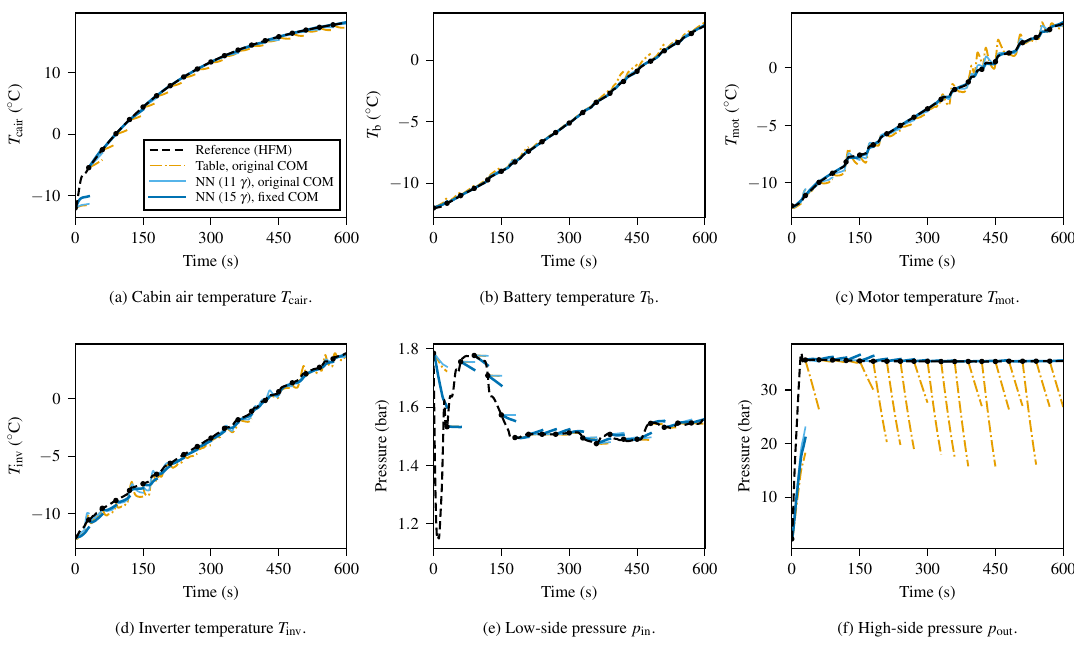 10
0
−10
T_cair (°C)
Reference (HFM)
Table, original COM
NN (11 γ), original COM
NN (15 γ), fixed COM
0 150 300 450 600
Time (s)
(a) Cabin air temperature T_cair.
0
−5
−10
T_b (°C)
0 150 300 450 600
Time (s)
(b) Battery temperature T_b.
0
−5
−10
T_mot (°C)
0 150 300 450 600
Time (s)
(c) Motor temperature T_mot.
0
−5
−10
T_inv (°C)
0 150 300 450 600
Time (s)
(d) Inverter temperature T_inv.
1.8
1.6
1.4
1.2
Pressure (bar)
0 150 300 450 600
Time (s)
(e) Low-side pressure p_in.
30
20
10
Pressure (bar)
0 150 300 450 600
Time (s)
(f) High-side pressure p_out.